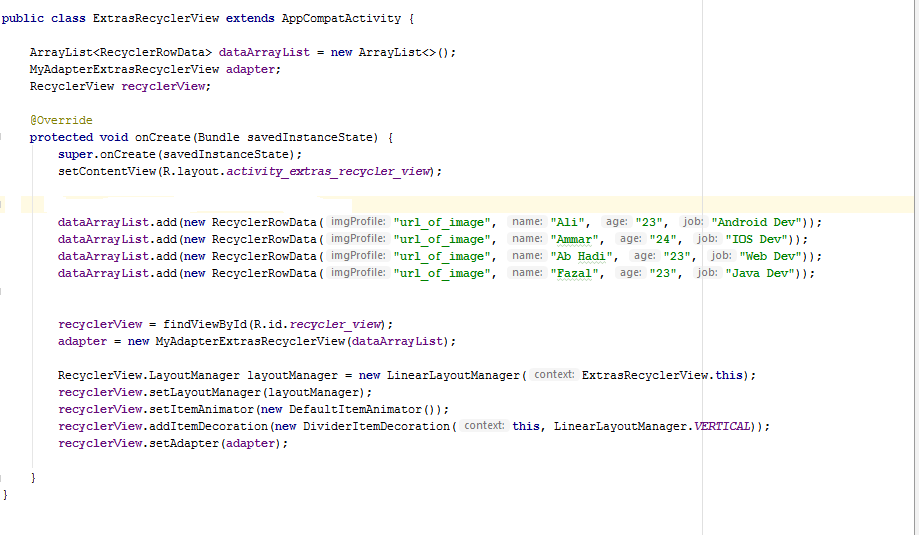 public class ExtrasRecyclerView extends AppCompatActivity {
ArrayList<RecyclerRowData> dataArrayList = new ArrayList<>();
MyAdapterExtrasRecyclerView adapter;
RecyclerView recyclerView;
@Override
protected void onCreate(Bundle savedInstanceState) {
super.onCreate(savedInstanceState);
setContentView(R.layout.activity_extras_recycler_view);
dataArrayList.add(new RecyclerRowData( imgProfile: "url_of_image", name: "Ali", age: "23", job: "Android Dev"));
dataArrayList.add(new RecyclerRowData( imgProfile: "url_of_image", name: "Ammar", age: "24", job: "IOS Dev"));
dataArrayList.add(new RecyclerRowData( imgProfile: "url_of_image", name: "Ab Hadi", age: "23", job: "Web Dev"));
dataArrayList.add(new RecyclerRowData( imgProfile: "url_of_image", name: "Fazal", age: "23", job: "Java Dev"));
recyclerView = findViewById(R.id.recycler_view);
adapter = new MyAdapterExtrasRecyclerView(dataArrayList);
RecyclerView.LayoutManager layoutManager = new LinearLayoutManager( context: ExtrasRecyclerView.this);
recyclerView.setLayoutManager(layoutManager);
recyclerView.setItemAnimator(new DefaultItemAnimator());
recyclerView.addItemDecoration(new DividerItemDecoration( context: this, LinearLayoutManager.VERTICAL));
recyclerView.setAdapter(adapter);
}
}